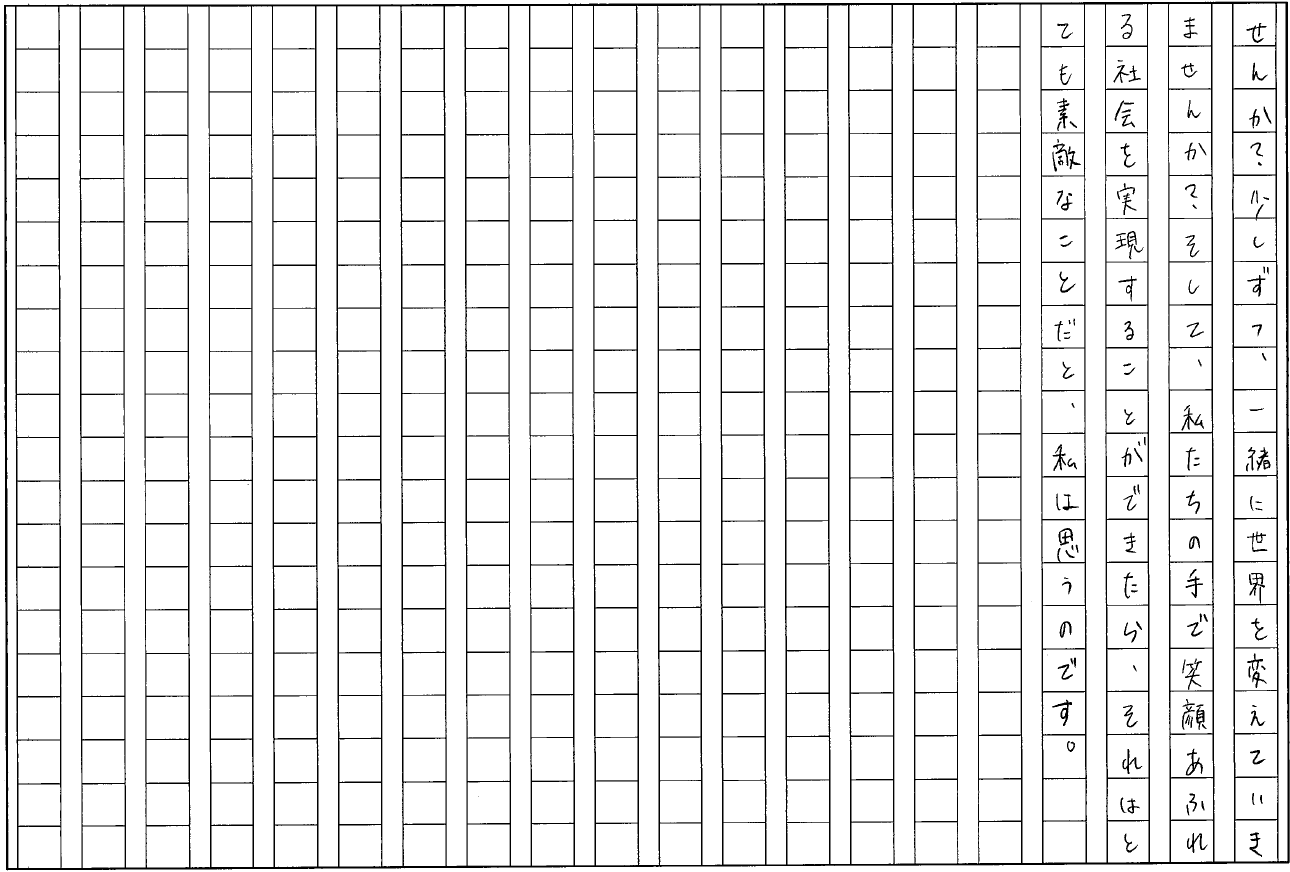 せんか?少しずつ、一緒に世界を変えていき
ませんか?そして、私たちの手で笑顔あふれ
る社会を実現することができたら、それはと
ても素敵なことだと、私は思うのです。